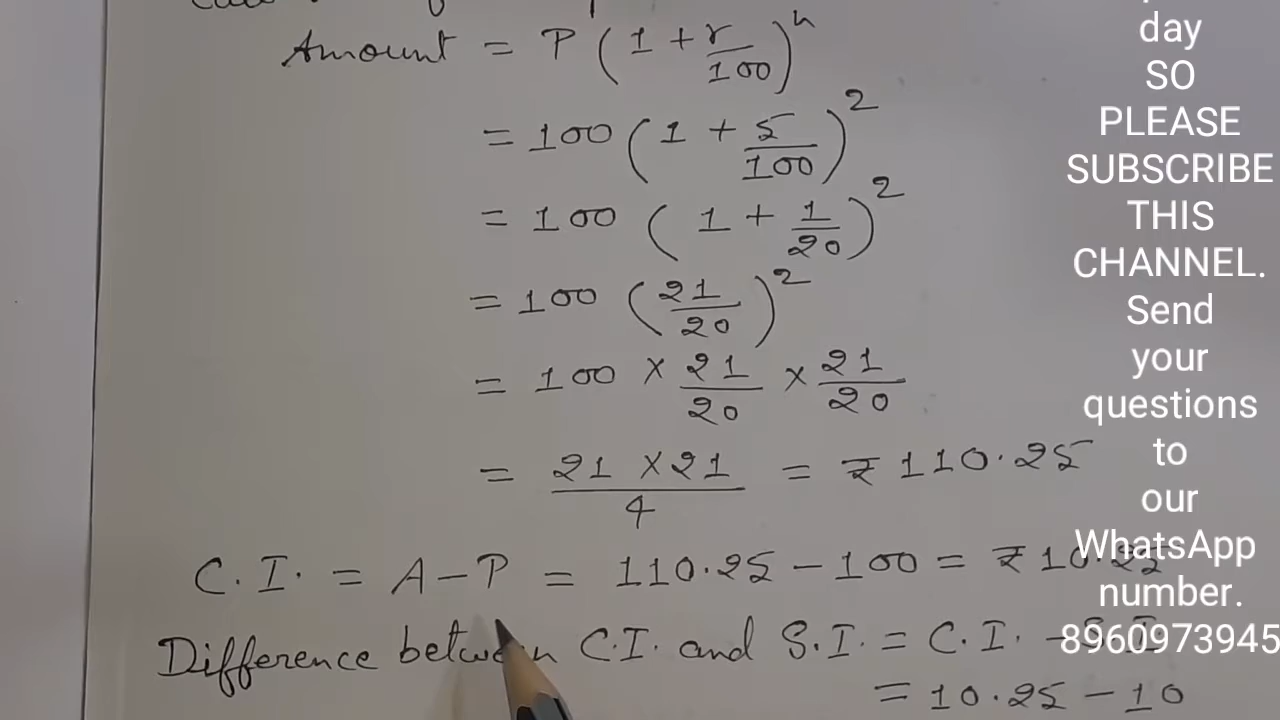 Amount = P (1 + r/100)^n
= 100 (1 + 5/100)^2
= 100 (1 + 1/20)^2
= 100 (21/20)^2
= 100 × 21/20 × 21/20
= 21 × 21/4 = ₹ 110.25
C.I. = A - P = 110.25 - 100 = ₹ 10.25
Difference between C.I. and S.I. = C.I. - S.I
= 10.25 - 10
day
SO
PLEASE
SUBSCRIBE
THIS
CHANNEL.
Send
your
questions
to
our
WhatsApp
number.
8960973945